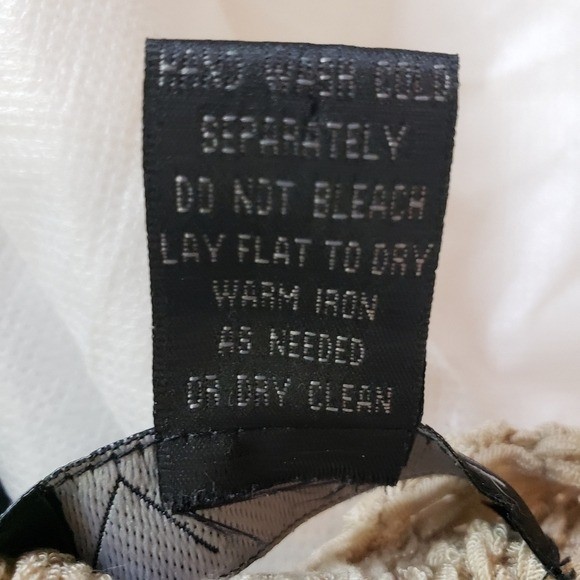 HAND WASH COLD
SEPARATELY
DO NOT BLEACH
LAY FLAT TO DRY
WARM IRON
AS NEEDED
OR DRY CLEAN